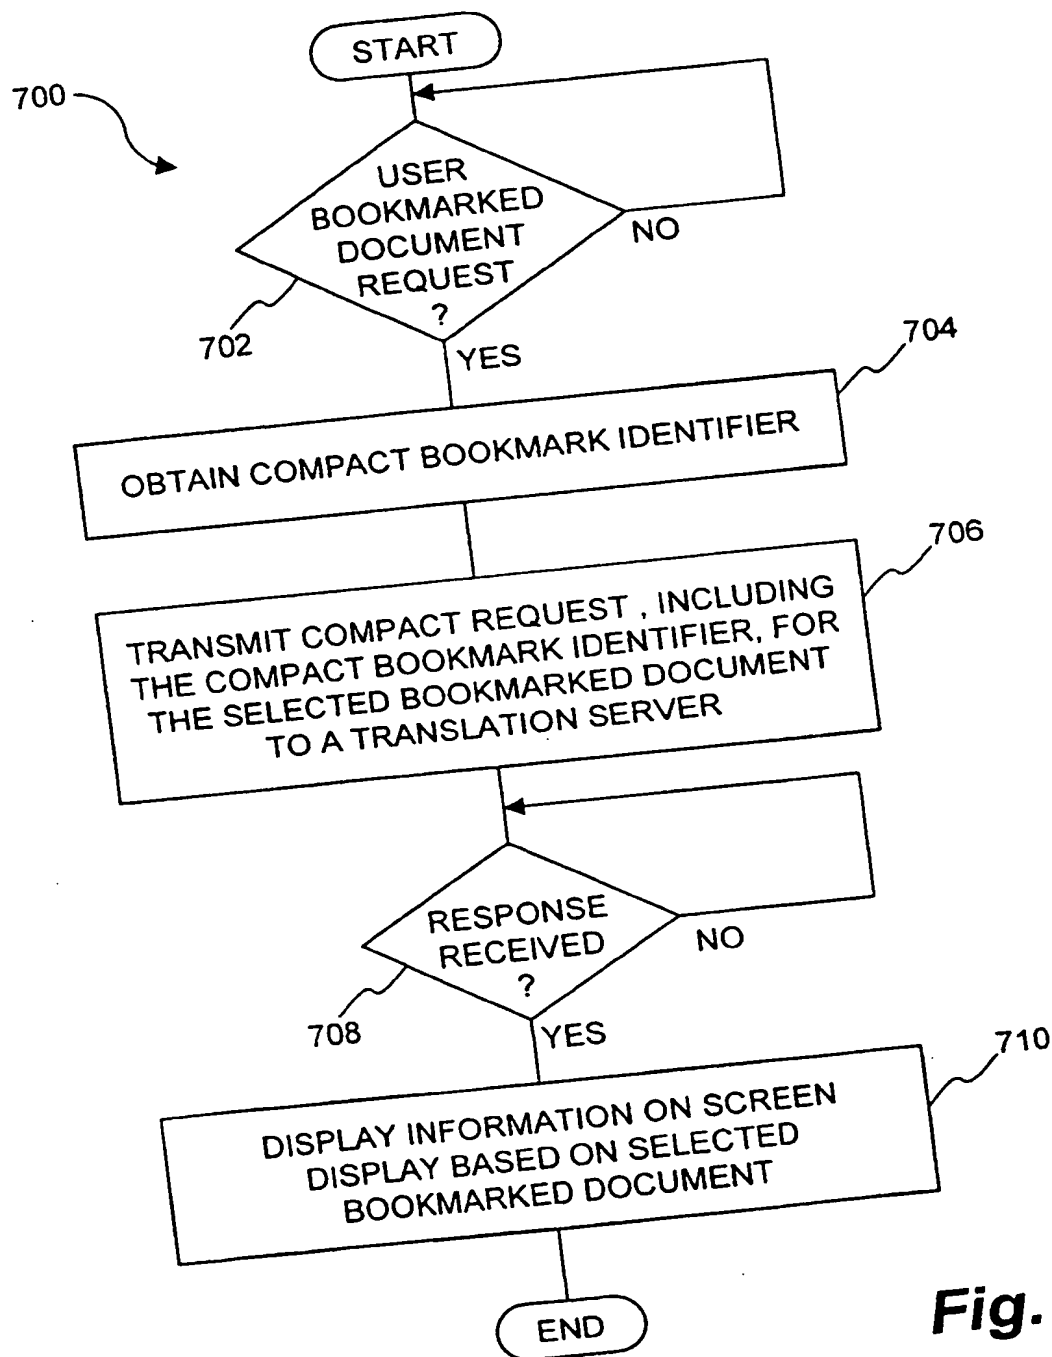 START
700
USER
BOOKMARKED
DOCUMENT
REQUEST
?
NO
702
YES
704
OBTAIN COMPACT BOOKMARK IDENTIFIER
706
TRANSMIT COMPACT REQUEST , INCLUDING
THE COMPACT BOOKMARK IDENTIFIER, FOR
THE SELECTED BOOKMARKED DOCUMENT
TO A TRANSLATION SERVER
RESPONSE
RECEIVED
?
NO
708
YES
710
DISPLAY INFORMATION ON SCREEN
DISPLAY BASED ON SELECTED
BOOKMARKED DOCUMENT
END
Fig.